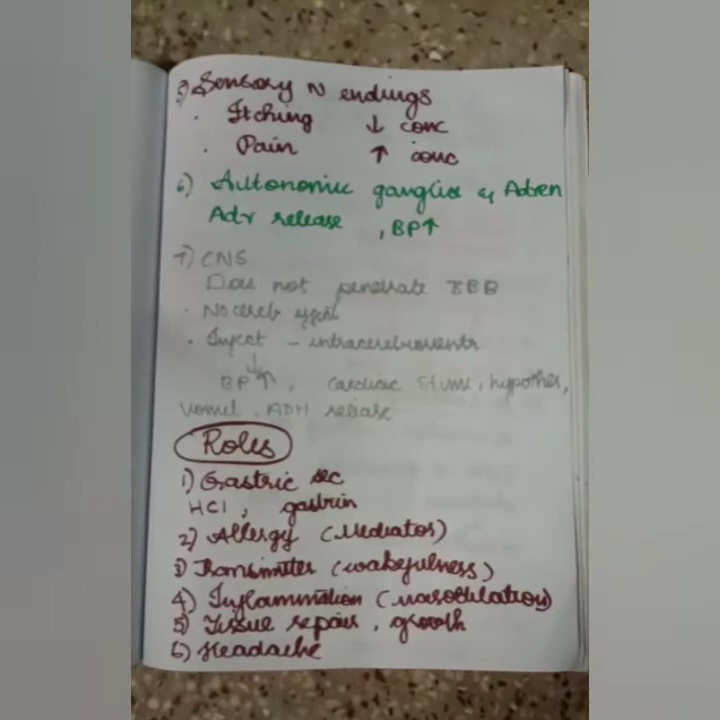 5) Sensory N endings
. Itching ↓ conc
. Pain ↑ conc
6) Autonomic ganglia & Adren
Adr release , BP↑
7) CNS
Does not penetrate BBB
. No cereb effect
. Inject - intracerebroventr
↓
BP↑, cardiac stuml, hypother,
vomit, ADH release
Roles
1) Gastric sec
HCl, gastrin
2) Allergy (Mediator)
3) Transmitter (wakefulness)
4) Inflammation (vasodilation)
5) Tissue repair, growth
6) Headache